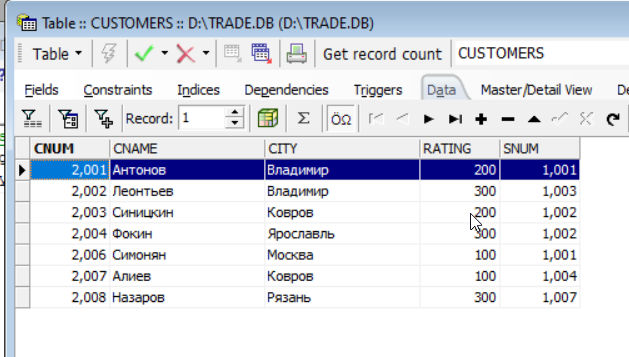 Table :: CUSTOMERS :: D:\TRADE.DB (D:\TRADE.DB)
Table Get record count CUSTOMERS
Fields Constraints Indices Dependencies Triggers Data Master/Detail View De
Record: 1 Σ ÖΩ
CNUM CNAME CITY RATING SNUM
2,001 Антонов Владимир 200 1,001
2,002 Леонтьев Владимир 300 1,003
2,003 Синицкин Ковров 200 1,002
2,004 Фокин Ярославль 300 1,002
2,006 Симонян Москва 100 1,001
2,007 Алиев Ковров 100 1,004
2,008 Назаров Рязань 300 1,007